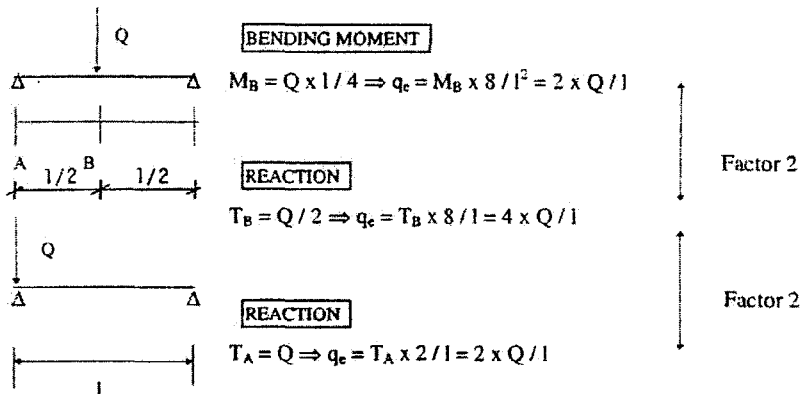 Q
BENDING MOMENT
M_B = Q x l / 4 ⇒ q_e = M_B x 8 / l² = 2 x Q / l
A
B
1/2
1/2
REACTION
Factor 2
T_B = Q / 2 ⇒ q_e = T_B x 8 / l = 4 x Q / l
Q
REACTION
Factor 2
T_A = Q ⇒ q_e = T_A x 2 / l = 2 x Q / l
l